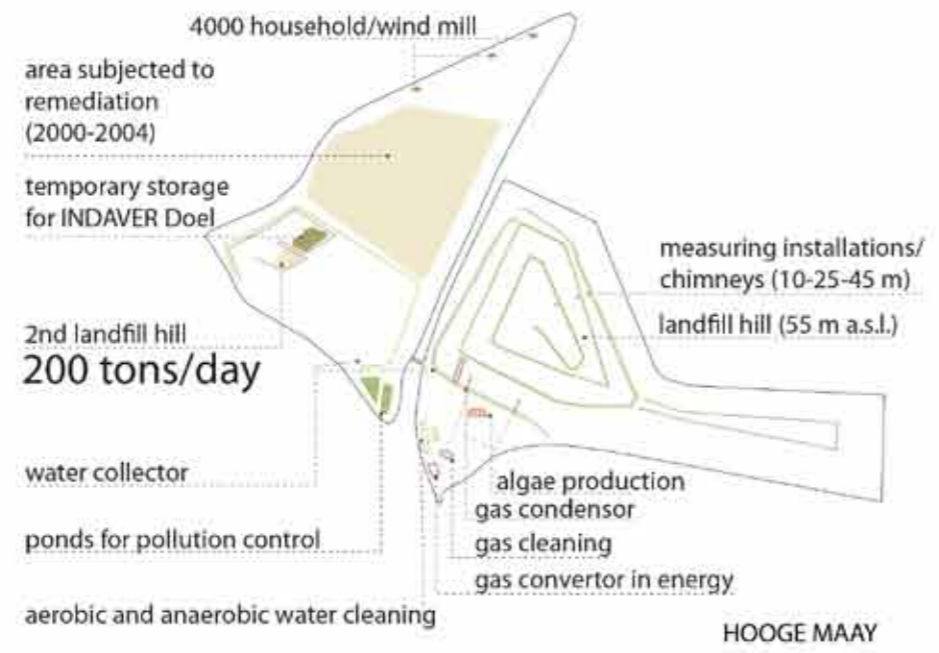 4000 household/wind mill
area subjected to
remediation
(2000-2004)
temporary storage
for INDAVER Doel
measuring installations/
chimneys (10-25-45 m)
landfill hill (55 m a.s.l.)
2nd landfill hill
200 tons/day
water collector
algae production
gas condensor
ponds for pollution control
gas cleaning
gas convertor in energy
aerobic and anaerobic water cleaning
HOOGE MAAY